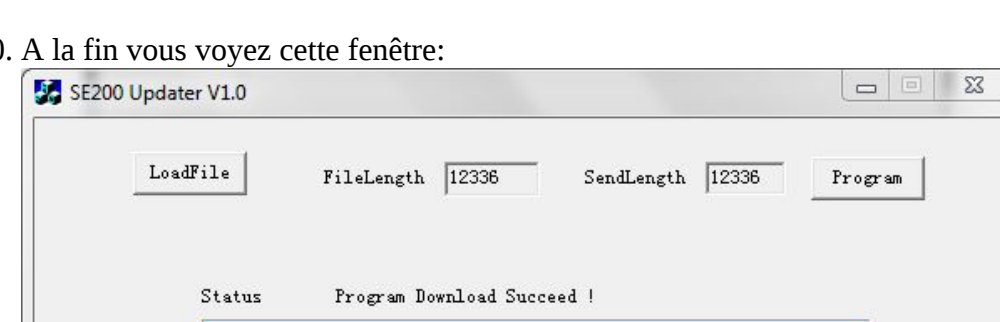 0. A la fin vous voyez cette fenêtre:
SE200 Updater V1.0
LoadFile FileLength 12336 SendLength 12336 Program
Status Program Download Succeed !